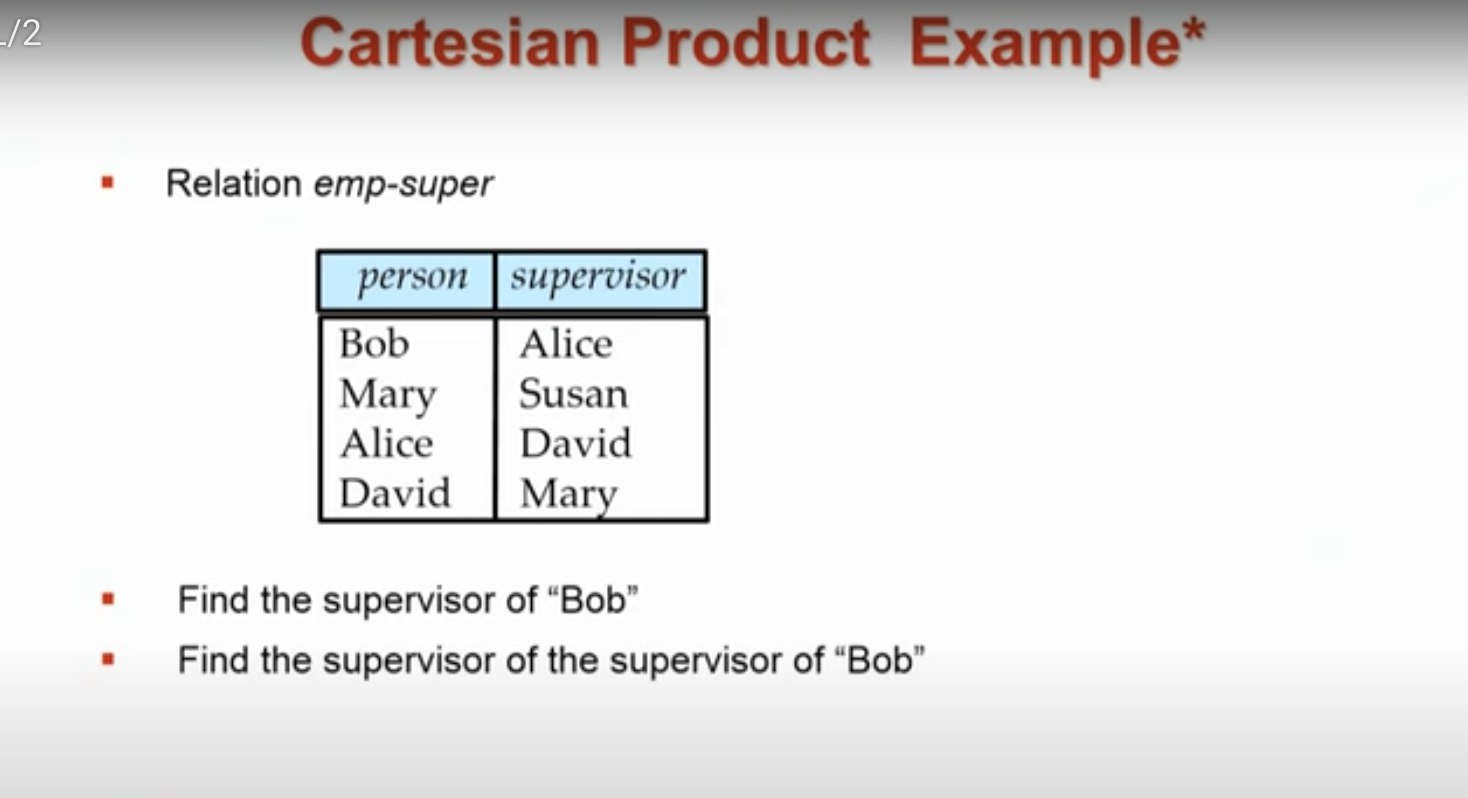 /2
Cartesian Product Example*
Relation emp-super
person supervisor
Bob Alice
Mary Susan
Alice David
David Mary
Find the supervisor of “Bob”
Find the supervisor of the supervisor of “Bob”